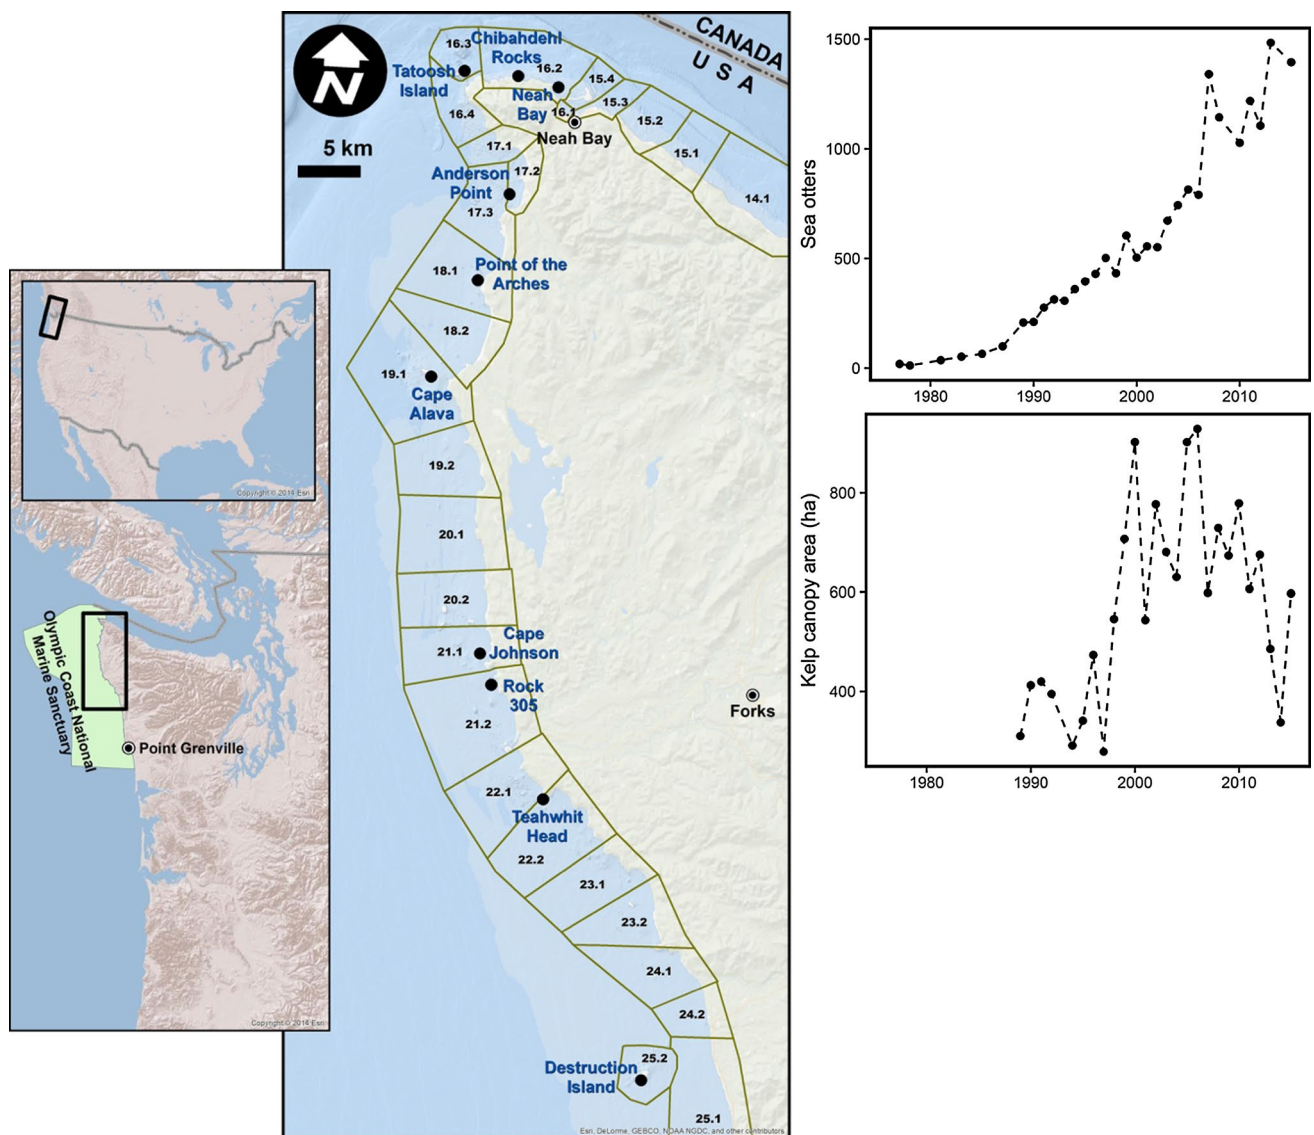 Copyright © 2014 Esri
Olympic Coast National
Marine Sanctuary
Point Grenville
Copyright © 2014 Esri
N
5 km
CANADA
USA
16.3
Chibahdehl
Rocks
16.2
Tatoosh
Island
15.4
Neah
Bay
16.1
15.3
16.4
15.2
Neah Bay
17.1
15.1
17.2
Anderson
Point
14.1
17.3
18.1
Point of the
Arches
18.2
19.1
Cape
Alava
19.2
20.1
20.2
Cape
Johnson
21.1
Rock
305
21.2
Forks
22.1
Teahwhit
Head
22.2
23.1
23.2
24.1
24.2
25.2
Destruction
Island
25.1
Esri, DeLorme, GEBCO, NOAA NGDC, and other contributors
Sea otters
1500
1000
500
0
1980 1990 2000 2010
Kelp canopy area (ha)
800
600
400
1980 1990 2000 2010